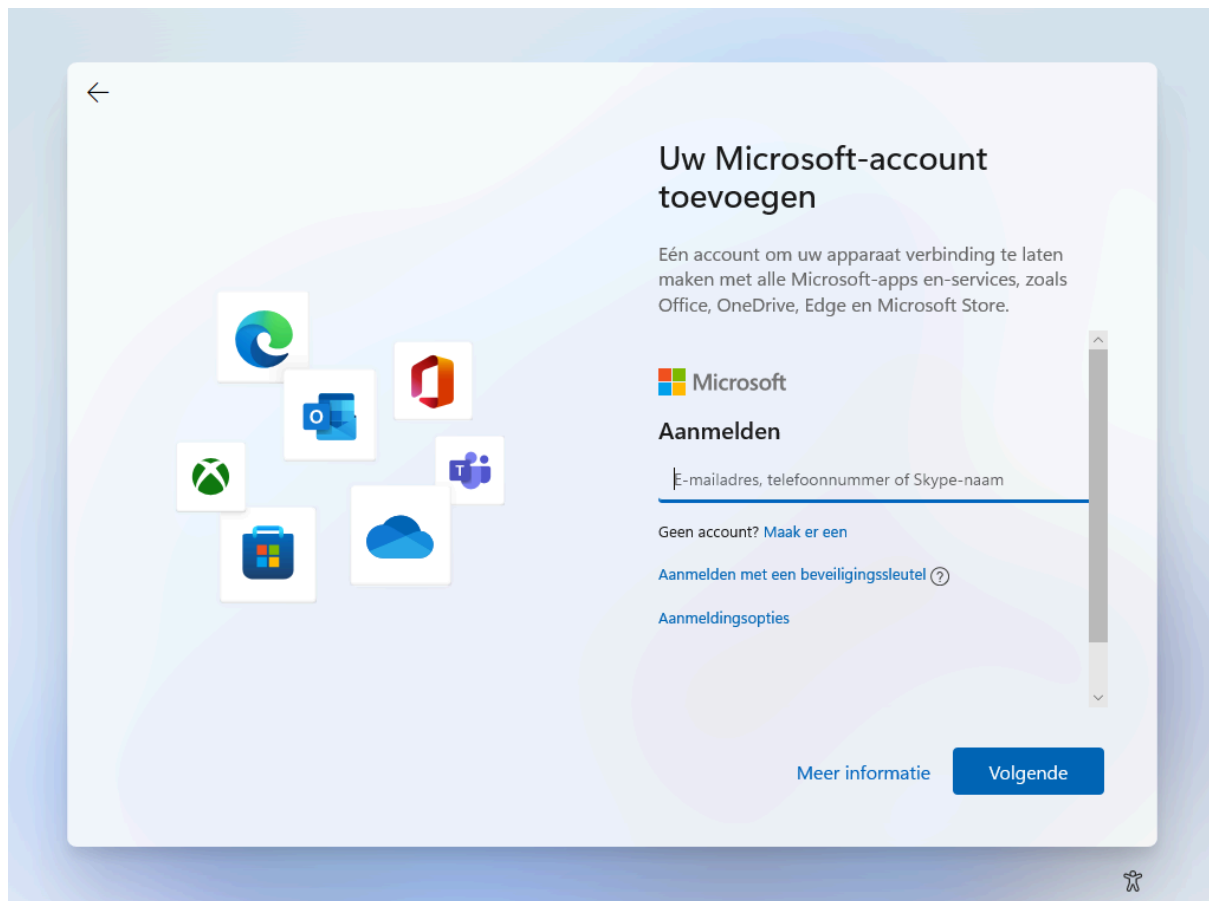 Uw Microsoft-account
toevoegen
Eén account om uw apparaat verbinding te laten
maken met alle Microsoft-apps en-services, zoals
Office, OneDrive, Edge en Microsoft Store.
Microsoft
Aanmelden
E-mailadres, telefoonnummer of Skype-naam
Geen account? Maak er een
Aanmelden met een beveiligingssleutel
Aanmeldingsopties
Meer informatie Volgende